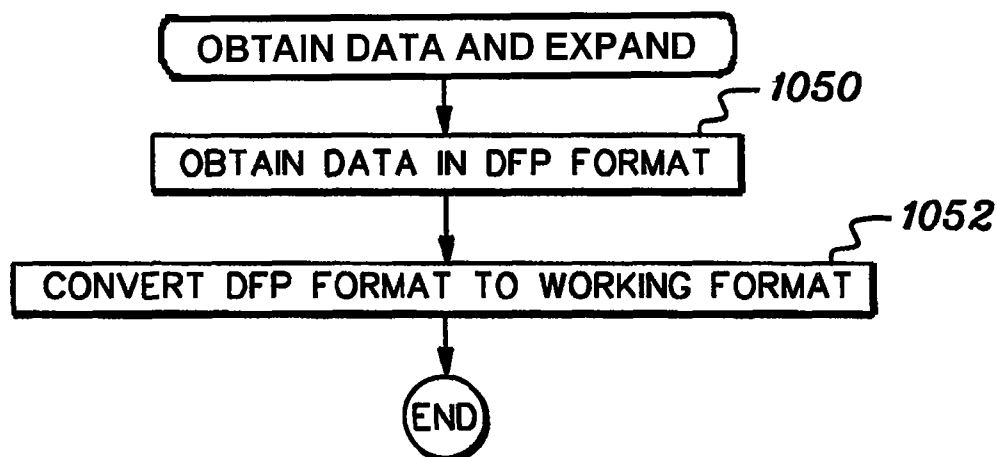 OBTAIN DATA AND EXPAND
1050
OBTAIN DATA IN DFP FORMAT
1052
CONVERT DFP FORMAT TO WORKING FORMAT
END